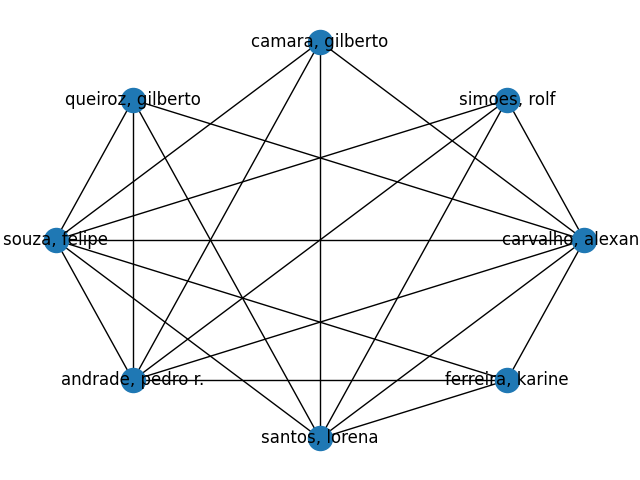 camara, gilberto
queiroz, gilberto
simoes, rolf
souza, felipe
carvalho, alexan
andrade, pedro r.
ferreira, karine
santos, lorena